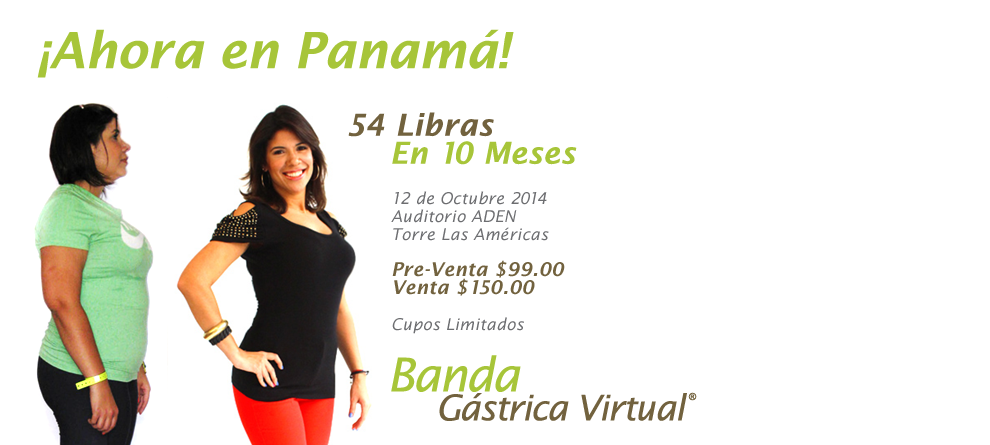 ¡Ahora en Panamá!
54 Libras
En 10 Meses
12 de Octubre 2014
Auditorio ADEN
Torre Las Américas
Pre-Venta $99.00
Venta $150.00
Cupos Limitados
Banda
Gástrica Virtual®